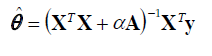 θ̂ = (XᵀX + αA)⁻¹Xᵀy